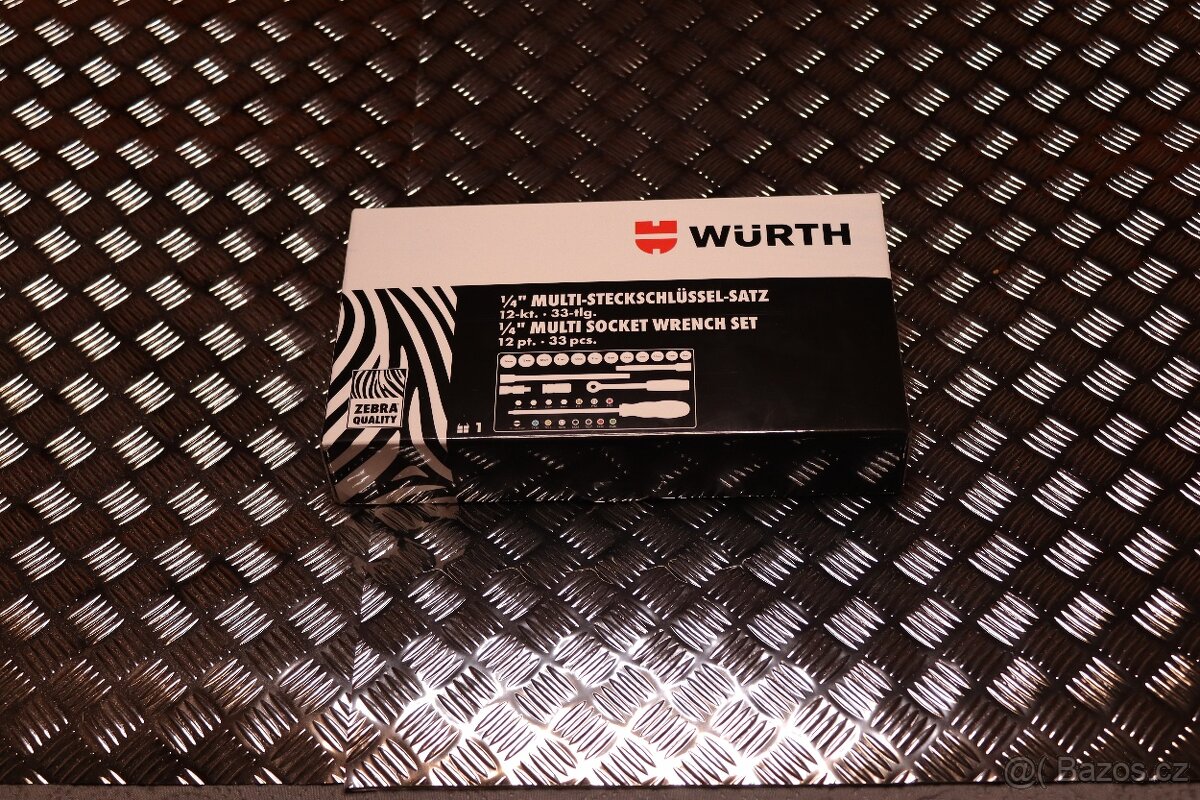 WÜRTH
1/4" MULTI-STECKSCHLÜSSEL-SATZ
12-kt. · 33-tlg.
1/4" MULTI SOCKET WRENCH SET
12 pt. · 33 pcs.
ZEBRA
QUALITY
1
@( Bazos.cz